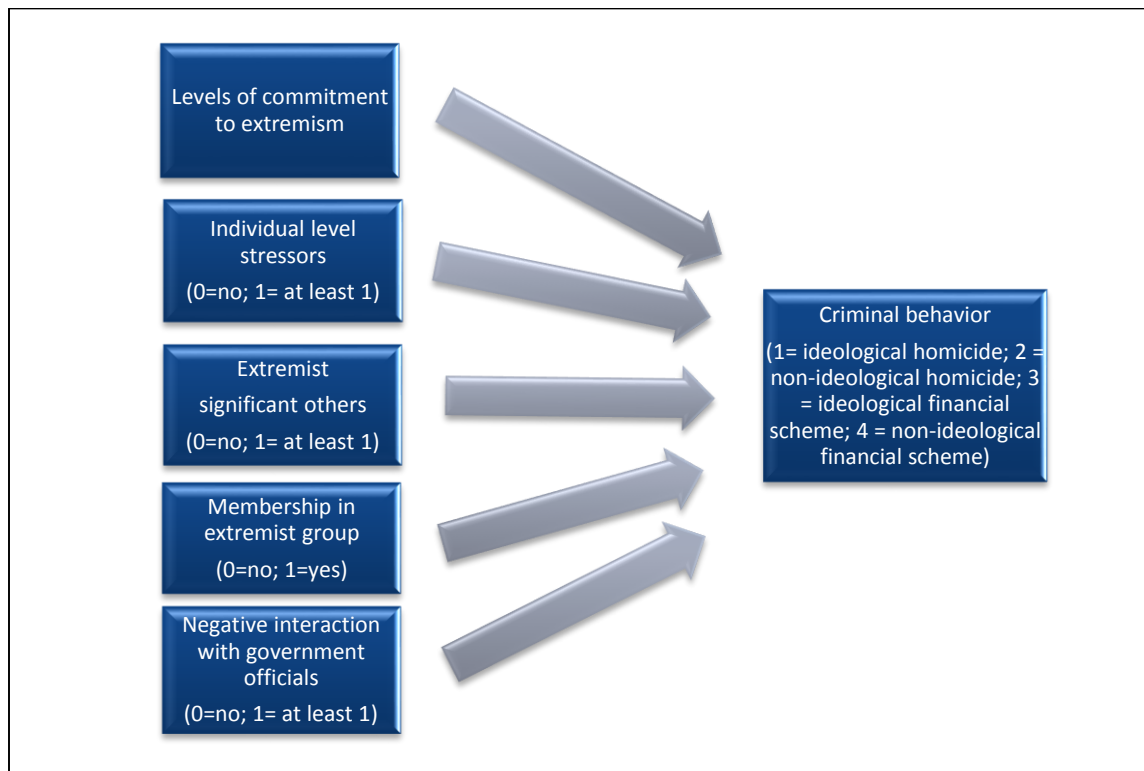 Levels of commitment
to extremism
Individual level
stressors
(0=no; 1= at least 1)
Extremist
significant others
(0=no; 1= at least 1)
Membership in
extremist group
(0=no; 1=yes)
Negative interaction
with government
officials
(0=no; 1= at least 1)
Criminal behavior
(1= ideological homicide; 2 =
non-ideological homicide; 3
= ideological financial
scheme; 4 = non-ideological
financial scheme)